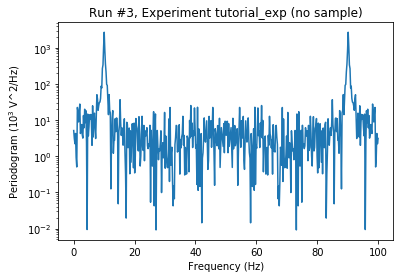 Run #3, Experiment tutorial_exp (no sample)
Periodogram (10³ V^2/Hz)
10³
10²
10¹
10⁰
10⁻¹
10⁻²
0 20 40 60 80 100
Frequency (Hz)